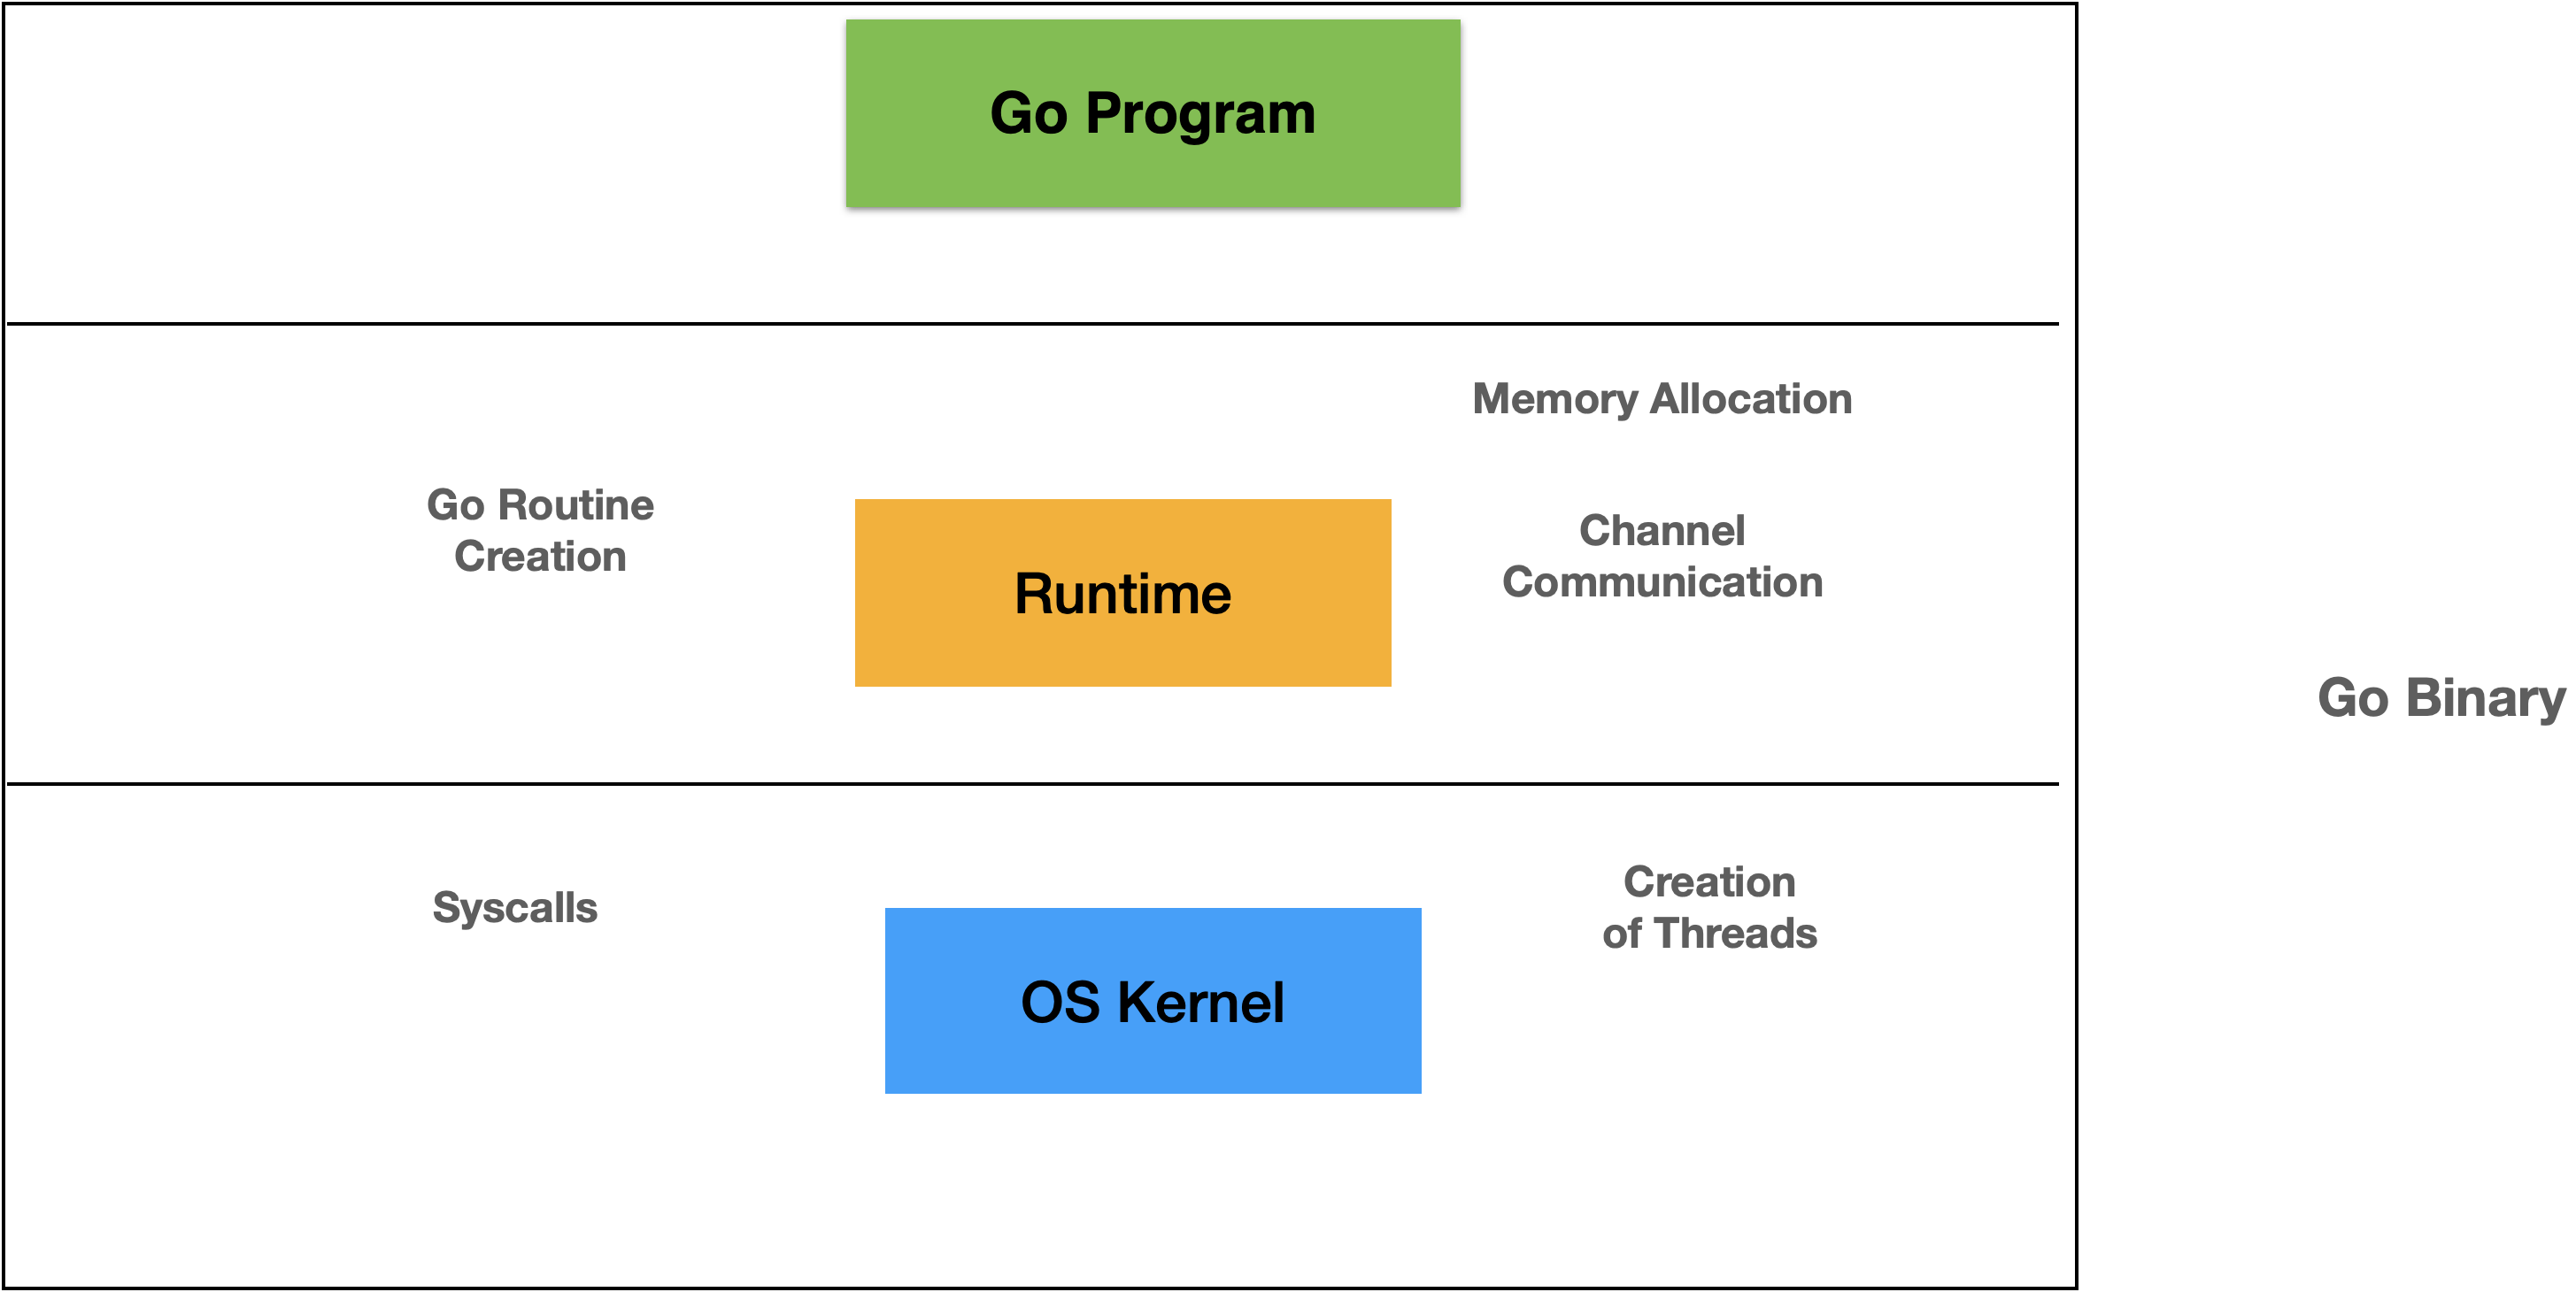 Go Program
Memory Allocation
Go Routine
Creation
Runtime
Channel
Communication
Go Binary
Syscalls
OS Kernel
Creation
of Threads